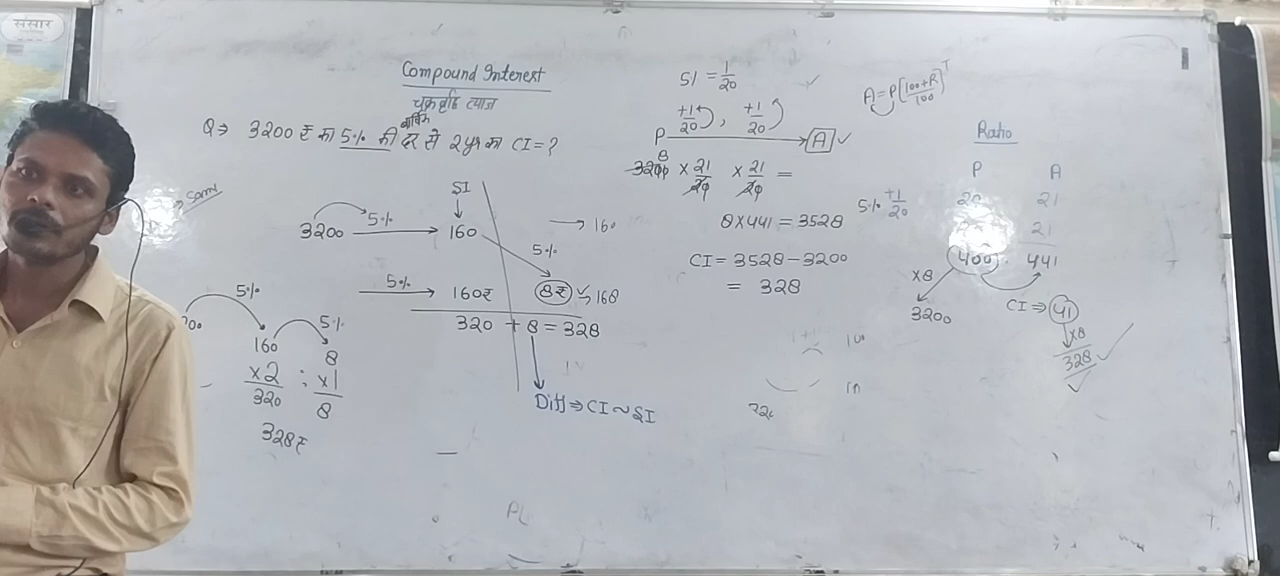 संसार
Compound Interest
चक्रवृद्धि ब्याज
वार्षिक
Q⇒ 3200 ₹ का 5% की दर से 2 yr का CI = ?
Same
SI
3200 5% 160 → 160
5%
5% 160₹ 8₹ → 168
320 + 8 = 328
Diff ⇒ CI ~ SI
5% 5%
160 8
×2 : ×1
320 8
328₹
SI = 1/20
+1/20 , +1/20
P A
8
3200 × 21/20 × 21/20 =
8 × 441 = 3528
CI = 3528 – 3200
= 328
A = P[100+R/100]^T
Ratio
P A
5% +1/20 20 21
21
400 : 441
×8 CI ⇒ 41
3200 ×8
328